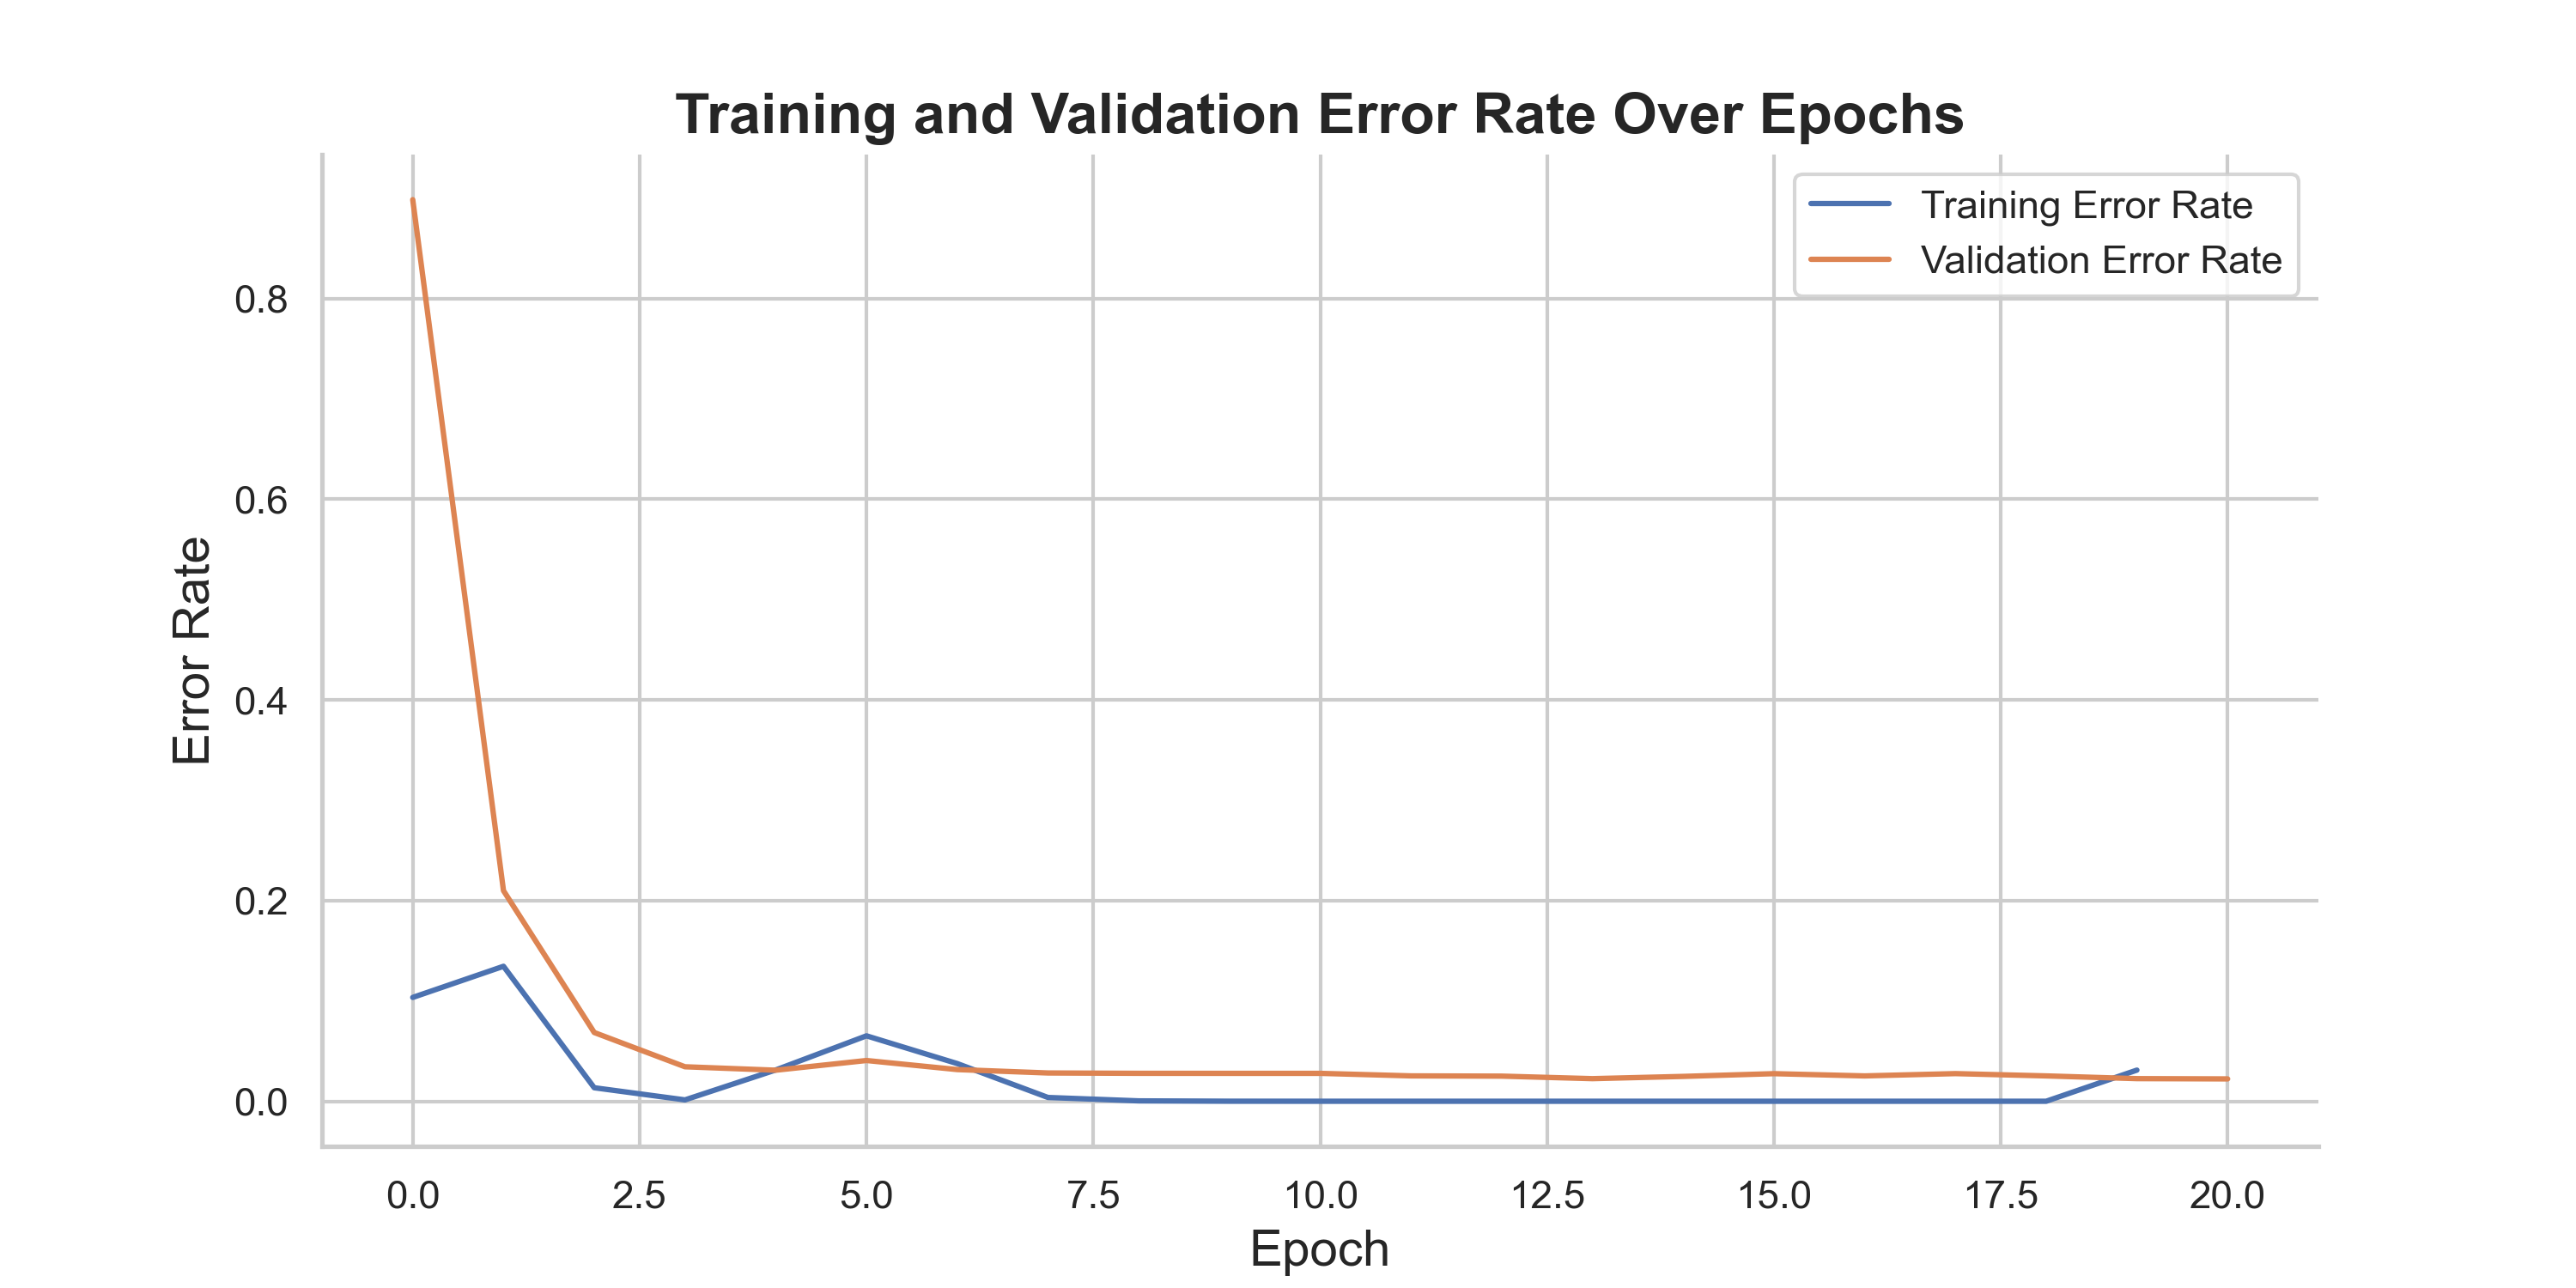 Training and Validation Error Rate Over Epochs
Training Error Rate
Validation Error Rate
0.8
0.6
0.4
0.2
0.0
Error Rate
0.0 2.5 5.0 7.5 10.0 12.5 15.0 17.5 20.0
Epoch